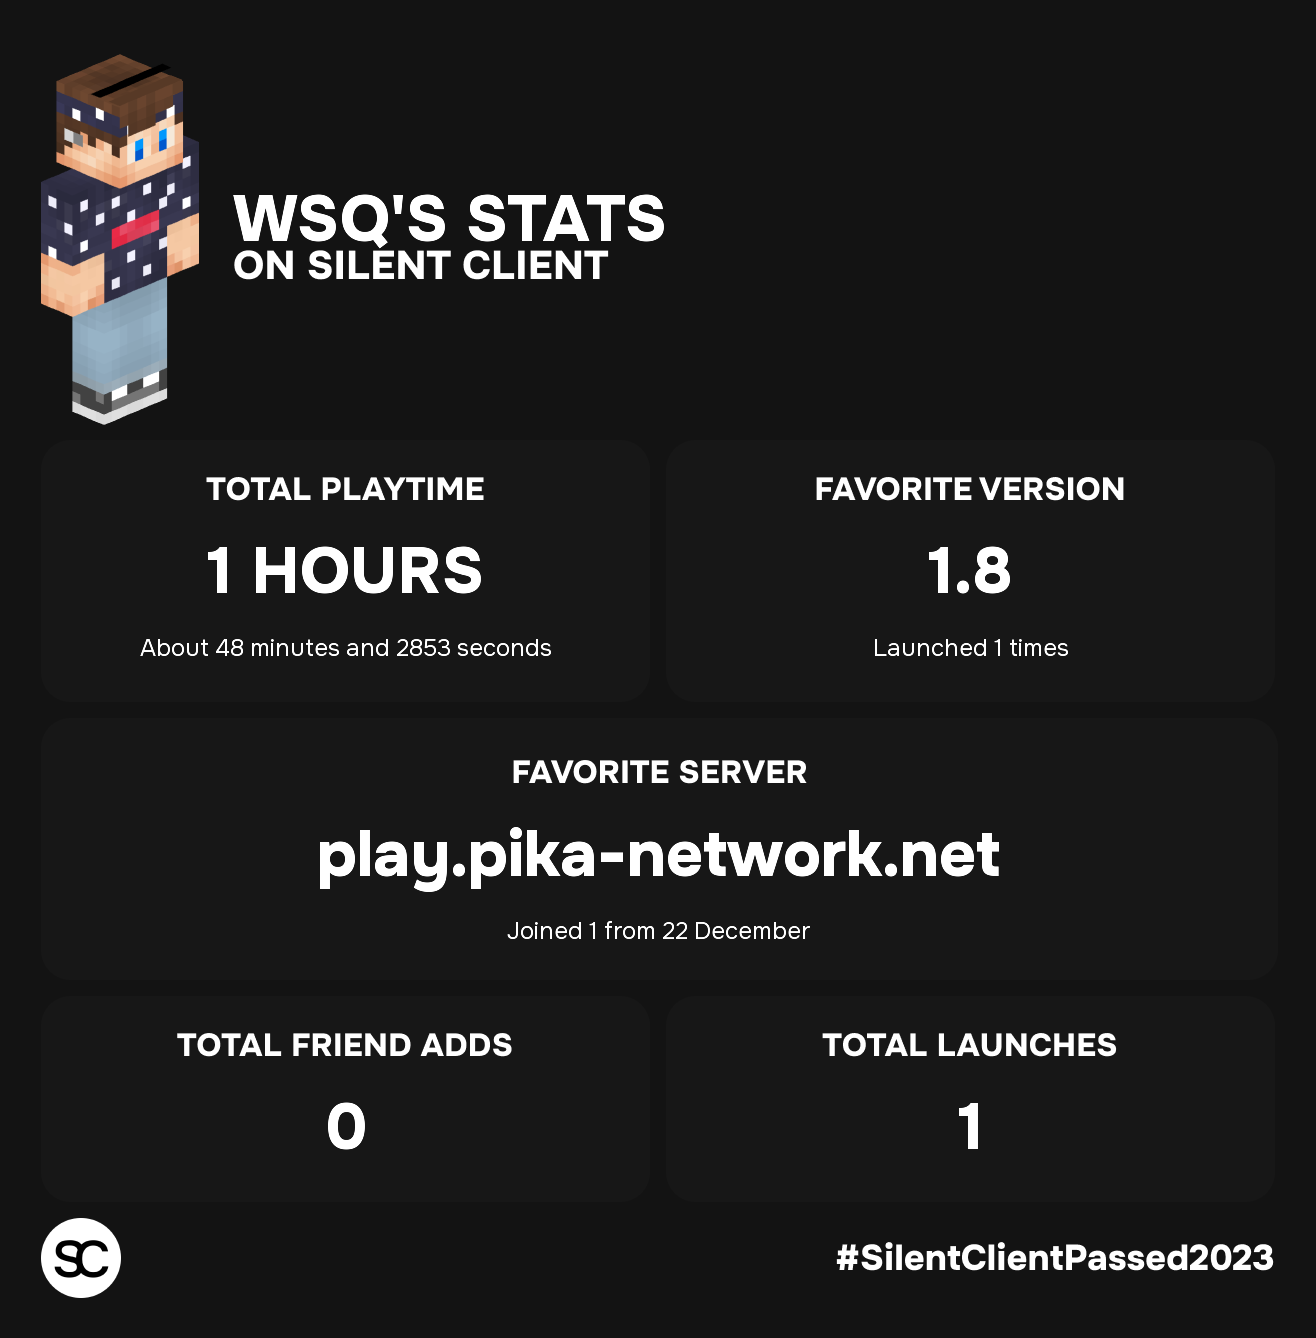 WSQ'S STATS
ON SILENT CLIENT
TOTAL PLAYTIME
1 HOURS
About 48 minutes and 2853 seconds
FAVORITE VERSION
1.8
Launched 1 times
FAVORITE SERVER
play.pika-network.net
Joined 1 from 22 December
TOTAL FRIEND ADDS
0
TOTAL LAUNCHES
1
SC
#SilentClientPassed2023